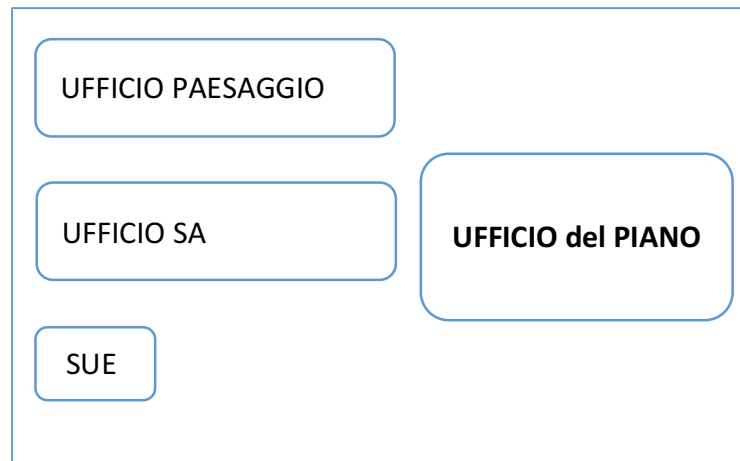 UFFICIO PAESAGGIO
UFFICIO SA
UFFICIO del PIANO
SUE